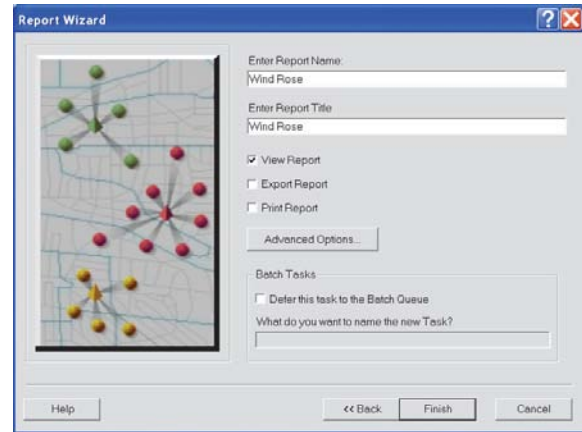 Report Wizard
Enter Report Name:
Wind Rose
Enter Report Title
Wind Rose
View Report
Export Report
Print Report
Advanced Options...
Batch Tasks
Defer this task to the Batch Queue
What do you want to name the new Task?
Help
<< Back
Finish
Cancel